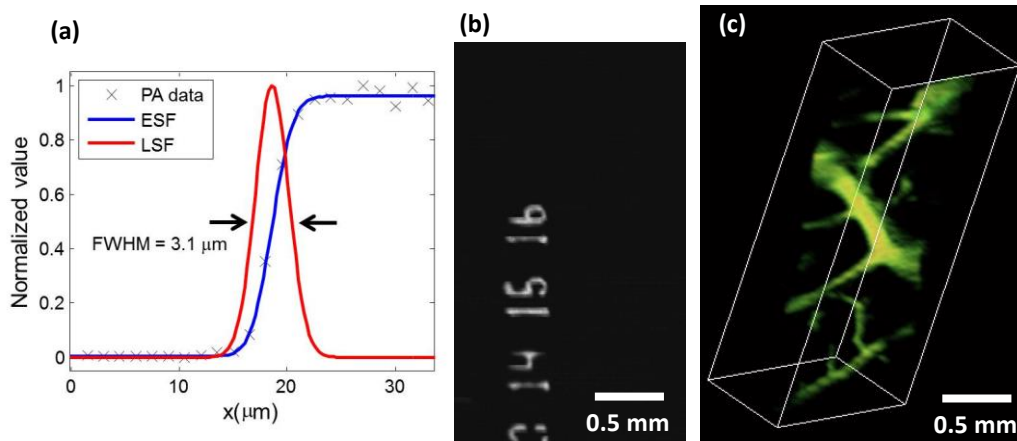 (a)
PA data
ESF
LSF
Normalized value
1
0.8
0.6
0.4
0.2
0
FWHM = 3.1 μm
0
10
20
30
x(μm)
(b)
16
15
14
0.5 mm
(c)
0.5 mm